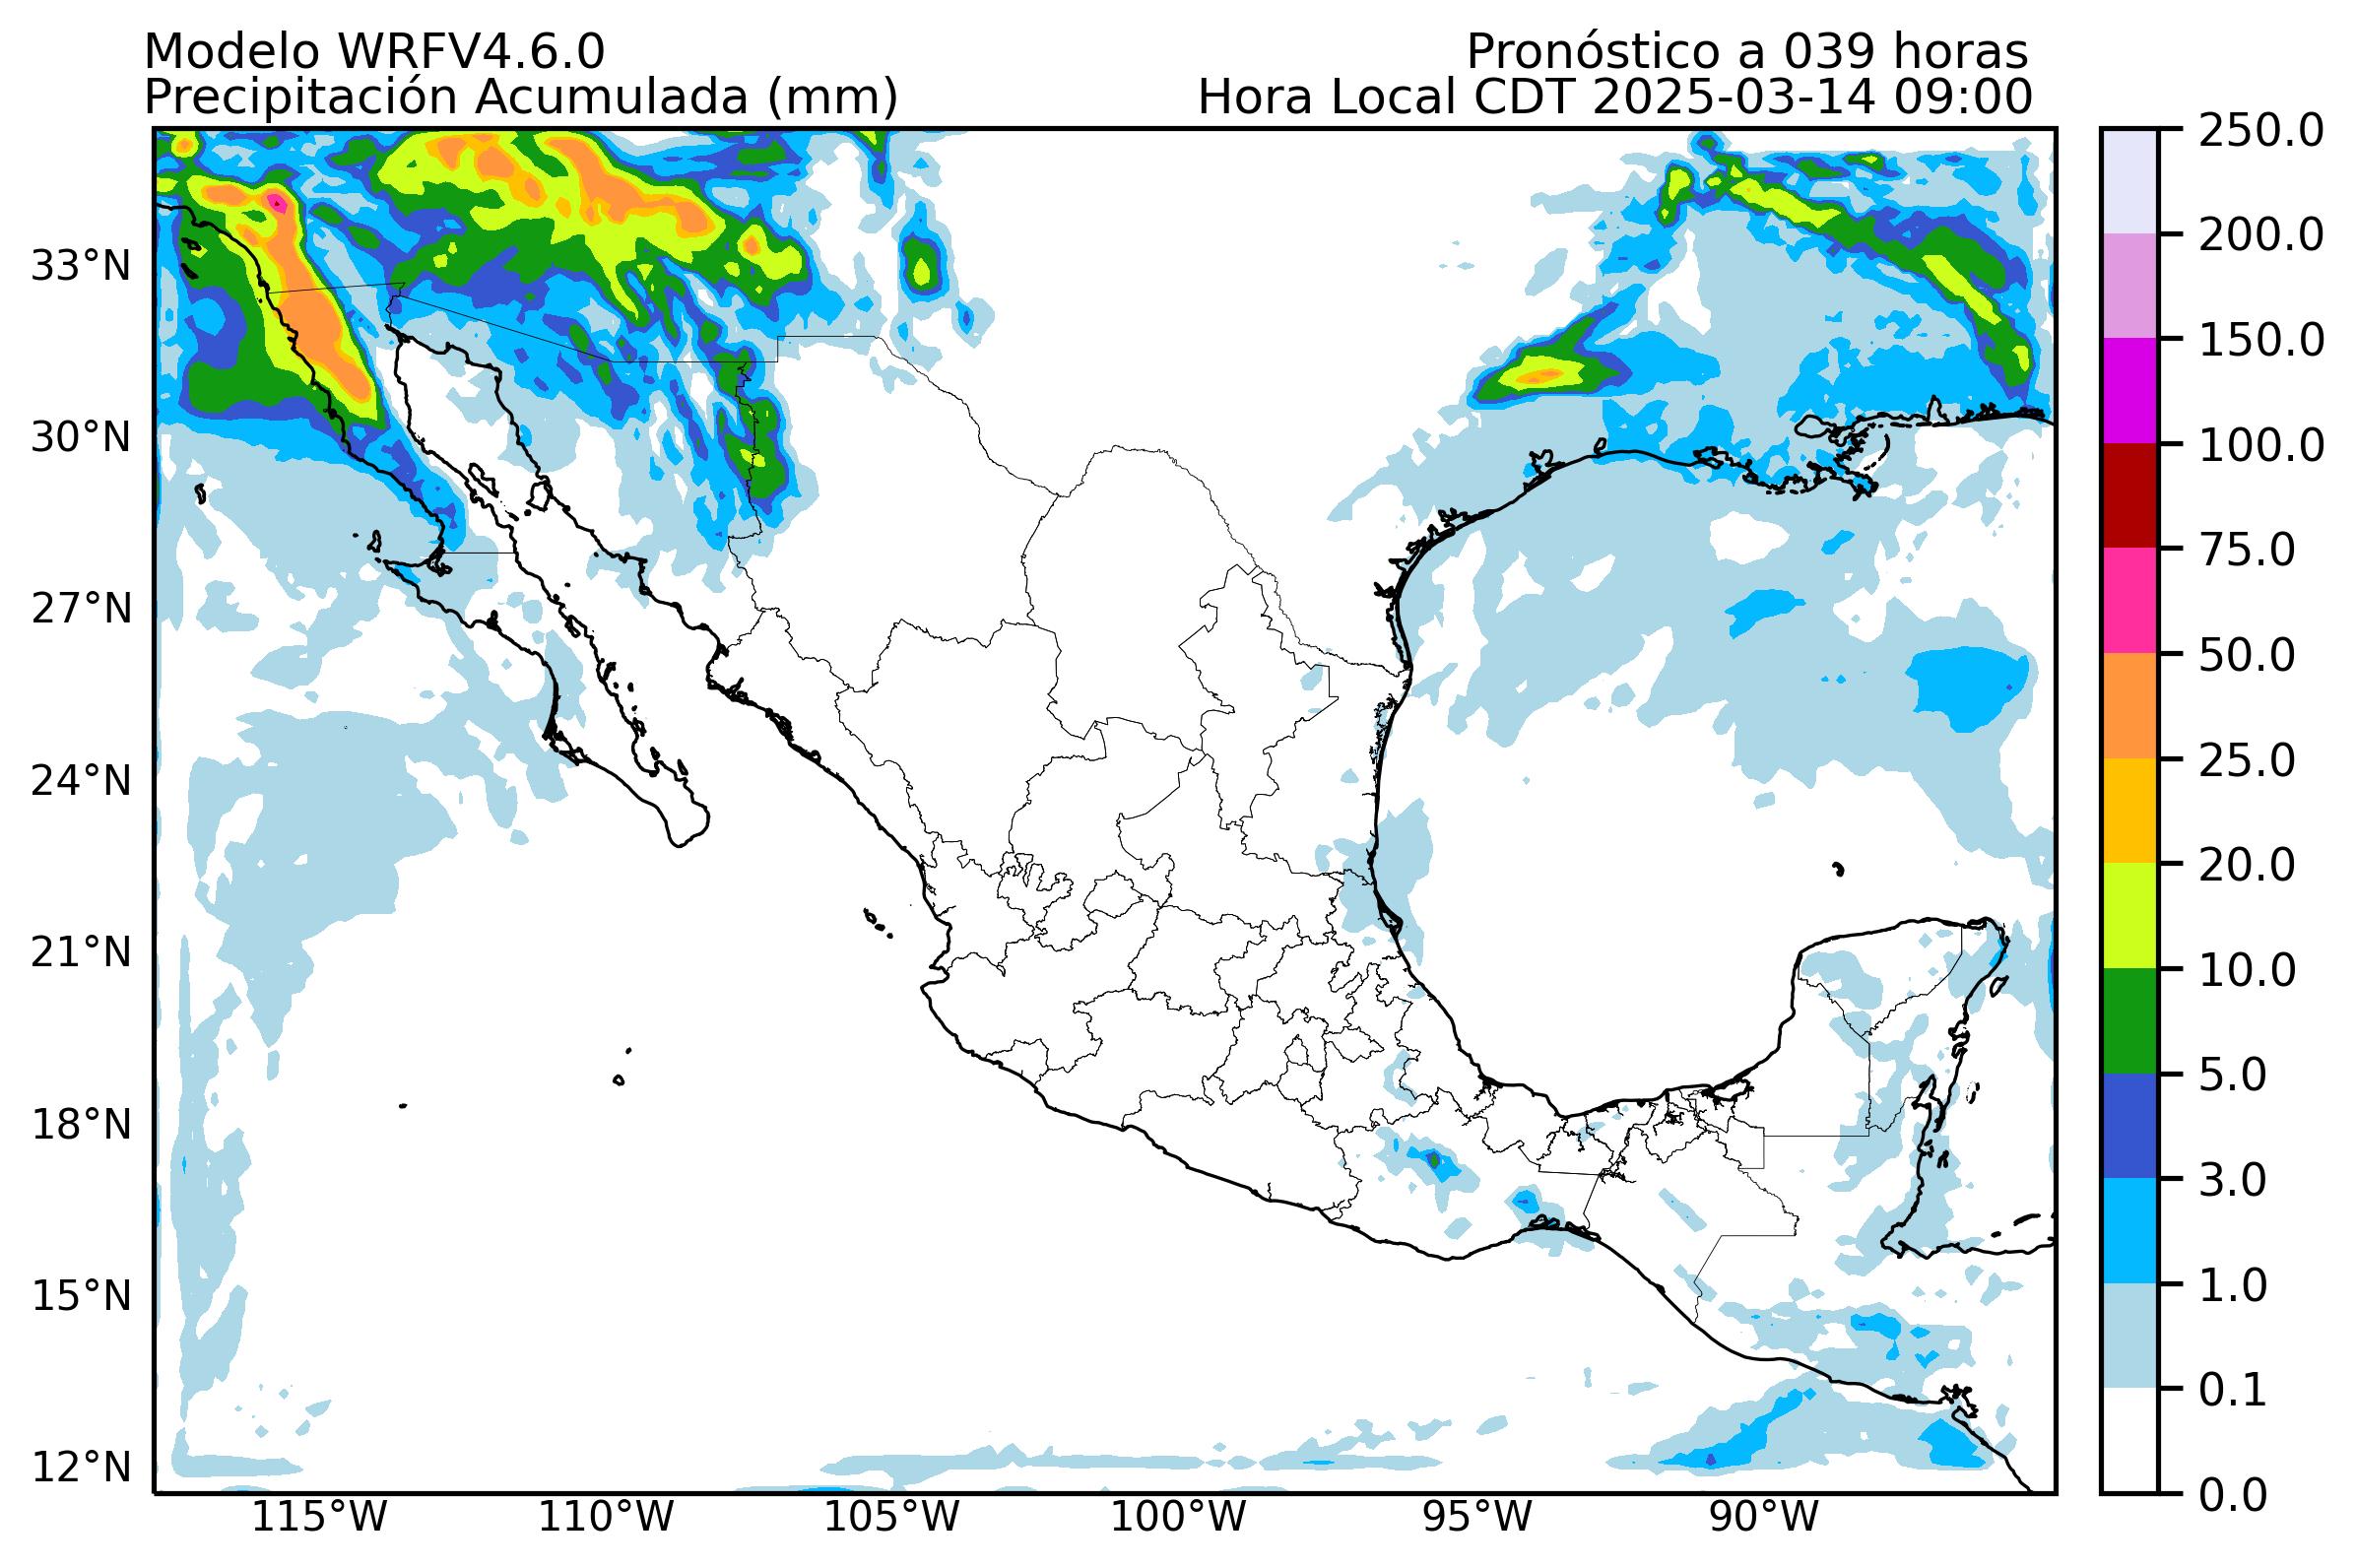 Modelo WRFV4.6.0
Pronóstico a 039 horas
Precipitación Acumulada (mm)
Hora Local CDT 2025-03-14 09:00
33°N
30°N
27°N
24°N
21°N
18°N
15°N
12°N
115°W
110°W
105°W
100°W
95°W
90°W
250.0
200.0
150.0
100.0
75.0
50.0
25.0
20.0
10.0
5.0
3.0
1.0
0.1
0.0